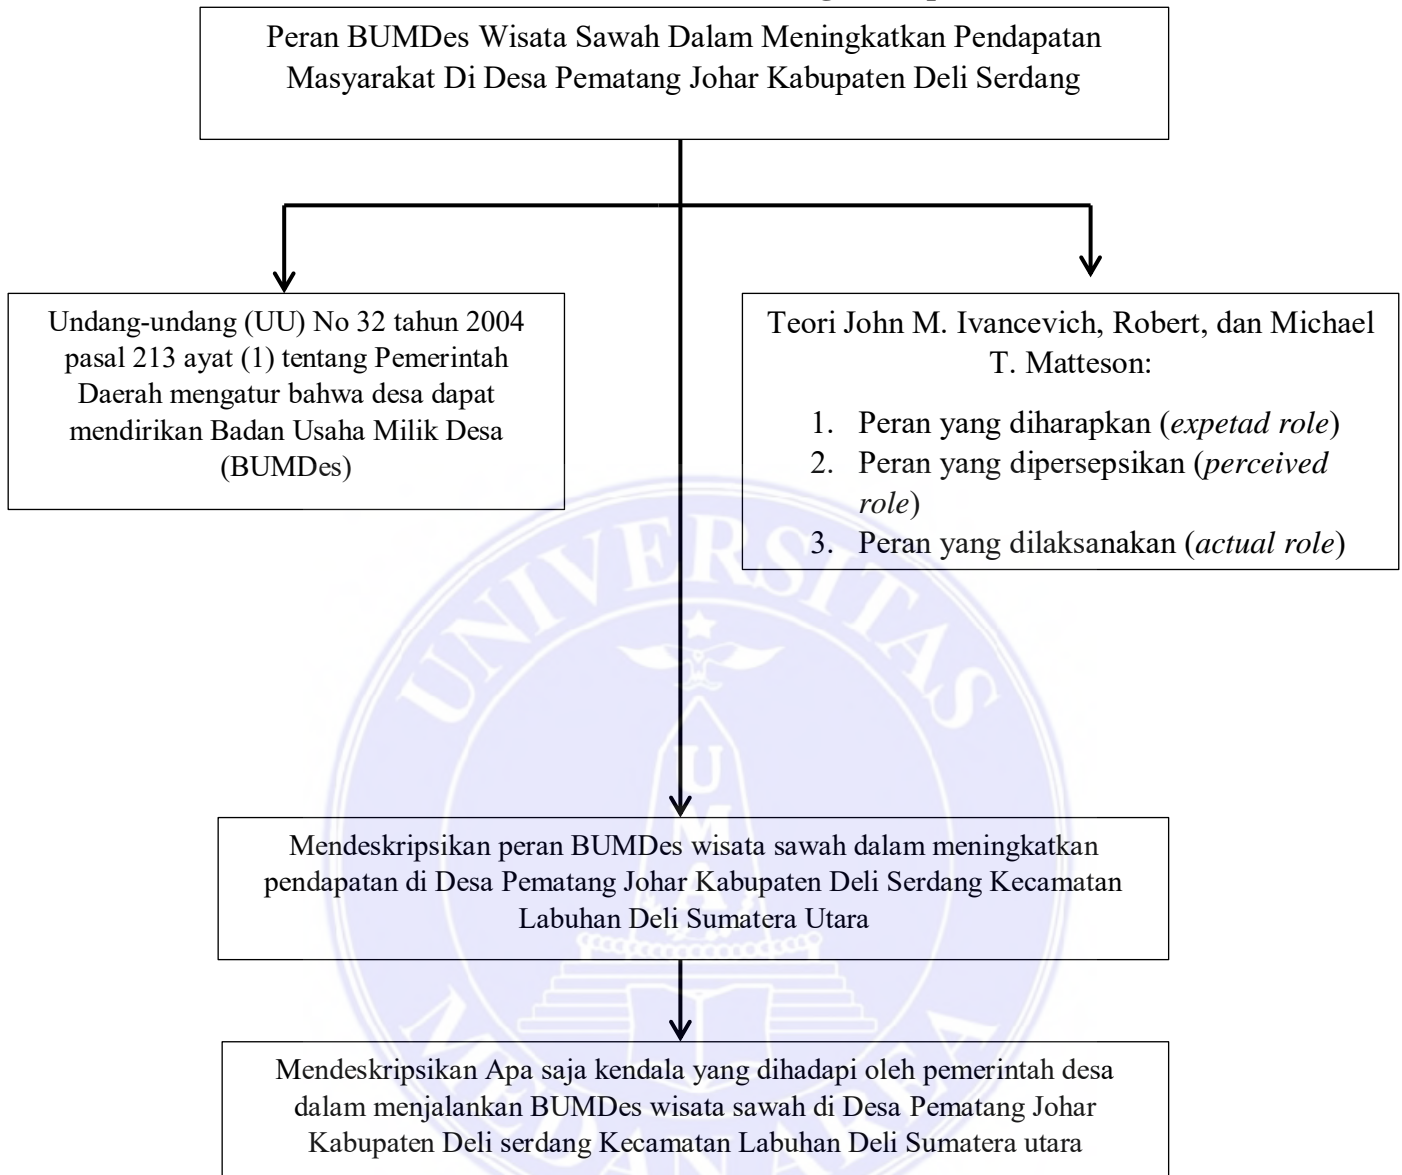 Peran BUMDes Wisata Sawah Dalam Meningkatkan Pendapatan
Masyarakat Di Desa Pematang Johar Kabupaten Deli Serdang
Undang-undang (UU) No 32 tahun 2004
pasal 213 ayat (1) tentang Pemerintah
Daerah mengatur bahwa desa dapat
mendirikan Badan Usaha Milik Desa
(BUMDes)
Teori John M. Ivancevich, Robert, dan Michael
T. Matteson:
1. Peran yang diharapkan (expetad role)
2. Peran yang dipersepsikan (perceived
role)
3. Peran yang dilaksanakan (actual role)
UNIVERSITAS
U
M
A
MEDAN AREA
Mendeskripsikan peran BUMDes wisata sawah dalam meningkatkan
pendapatan di Desa Pematang Johar Kabupaten Deli Serdang Kecamatan
Labuhan Deli Sumatera Utara
Mendeskripsikan Apa saja kendala yang dihadapi oleh pemerintah desa
dalam menjalankan BUMDes wisata sawah di Desa Pematang Johar
Kabupaten Deli serdang Kecamatan Labuhan Deli Sumatera utara